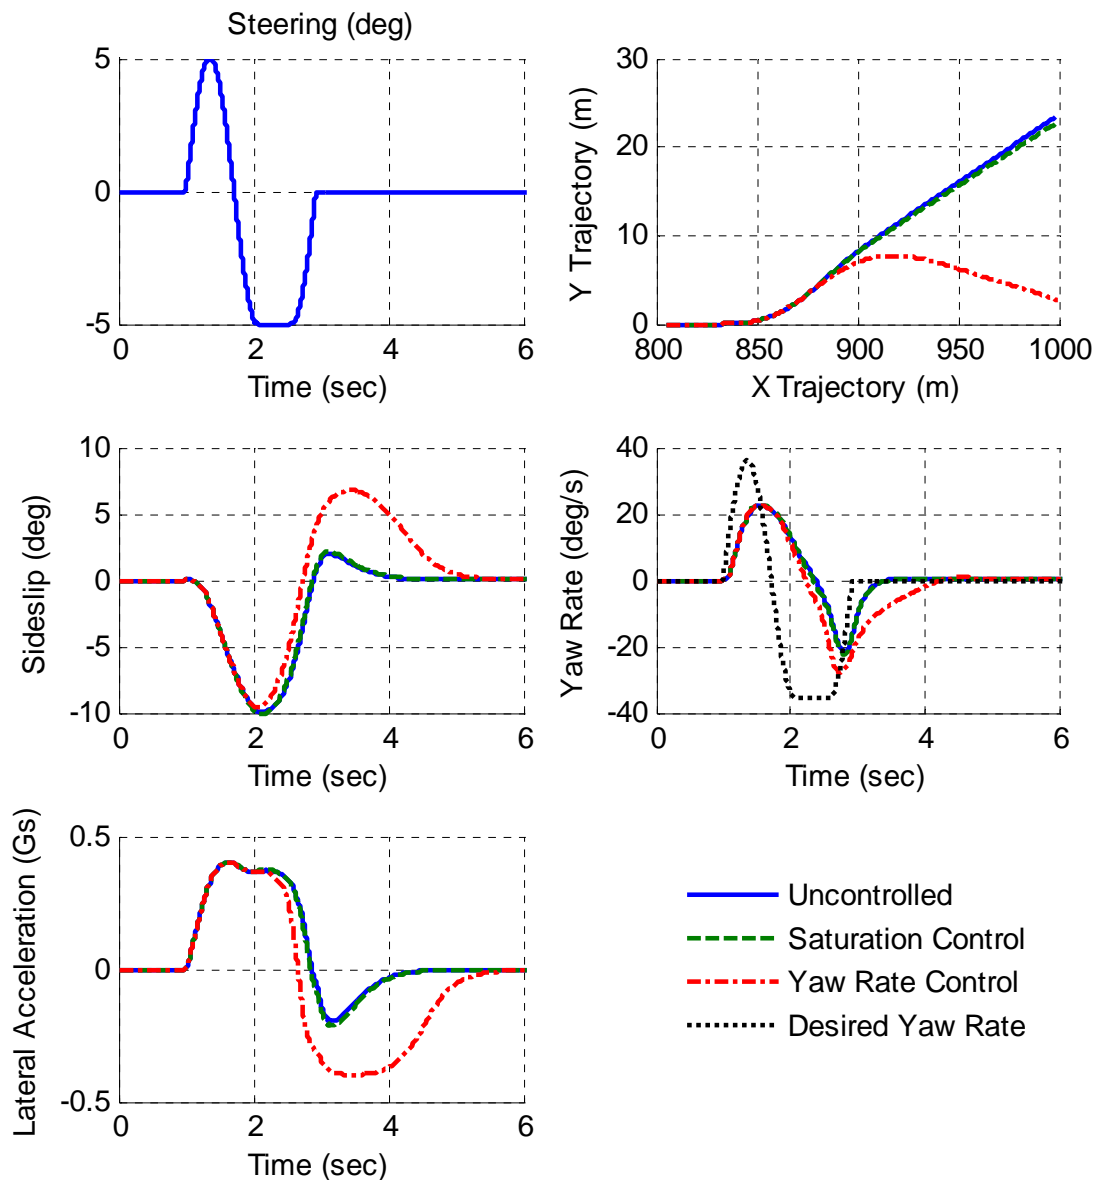 Steering (deg)
5
0
-5
0 2 4 6
Time (sec)
Y Trajectory (m)
30
20
10
0
800 850 900 950 1000
X Trajectory (m)
Sideslip (deg)
10
5
0
-5
-10
0 2 4 6
Time (sec)
Yaw Rate (deg/s)
40
20
0
-20
-40
0 2 4 6
Time (sec)
Lateral Acceleration (Gs)
0.5
0
-0.5
0 2 4 6
Time (sec)
Uncontrolled
Saturation Control
Yaw Rate Control
Desired Yaw Rate